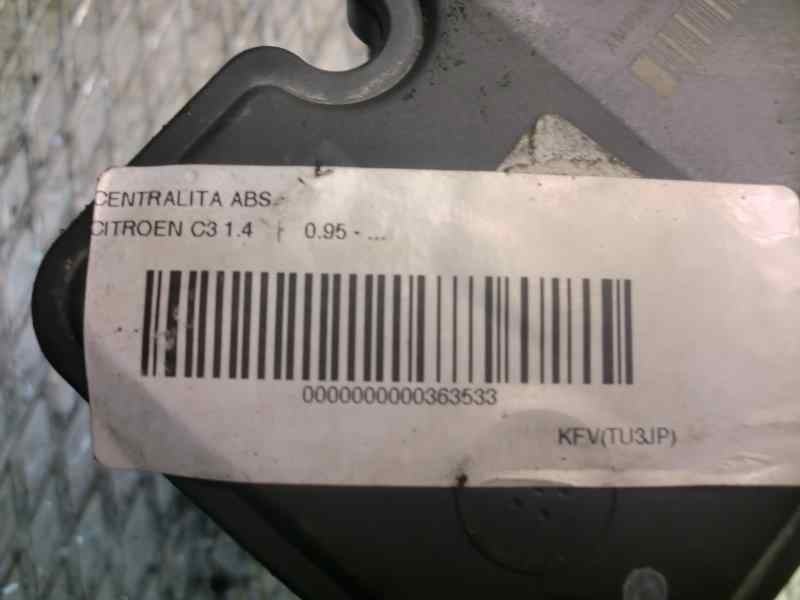 CENTRALITA ABS
CITROEN C3 1.4 | 0.95 - ...
0000000000363533
KFV(TU3JP)